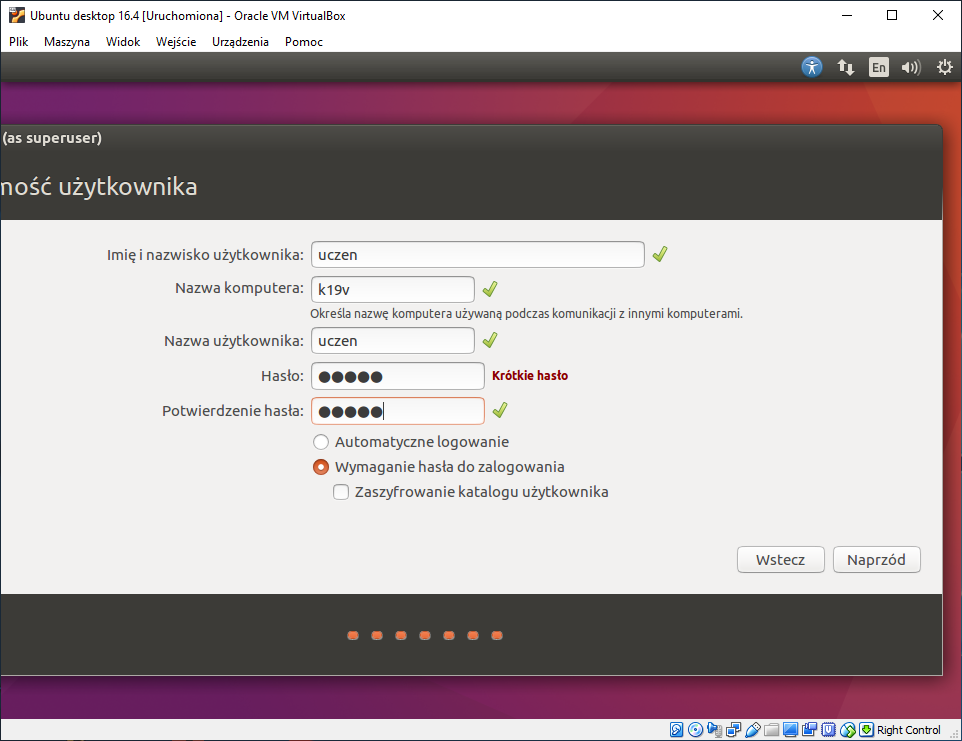 Ubuntu desktop 16.4 [Uruchomiona] - Oracle VM VirtualBox
Plik Maszyna Widok Wejście Urządzenia Pomoc
En
(as superuser)
mość użytkownika
Imię i nazwisko użytkownika: uczen
Nazwa komputera: k19v
Określa nazwę komputera używaną podczas komunikacji z innymi komputerami.
Nazwa użytkownika: uczen
Hasło: ●●●●● Krótkie hasło
Potwierdzenie hasła: ●●●●●
Automatyczne logowanie
Wymaganie hasła do zalogowania
Zaszyfrowanie katalogu użytkownika
Wstecz Naprzód
Right Control